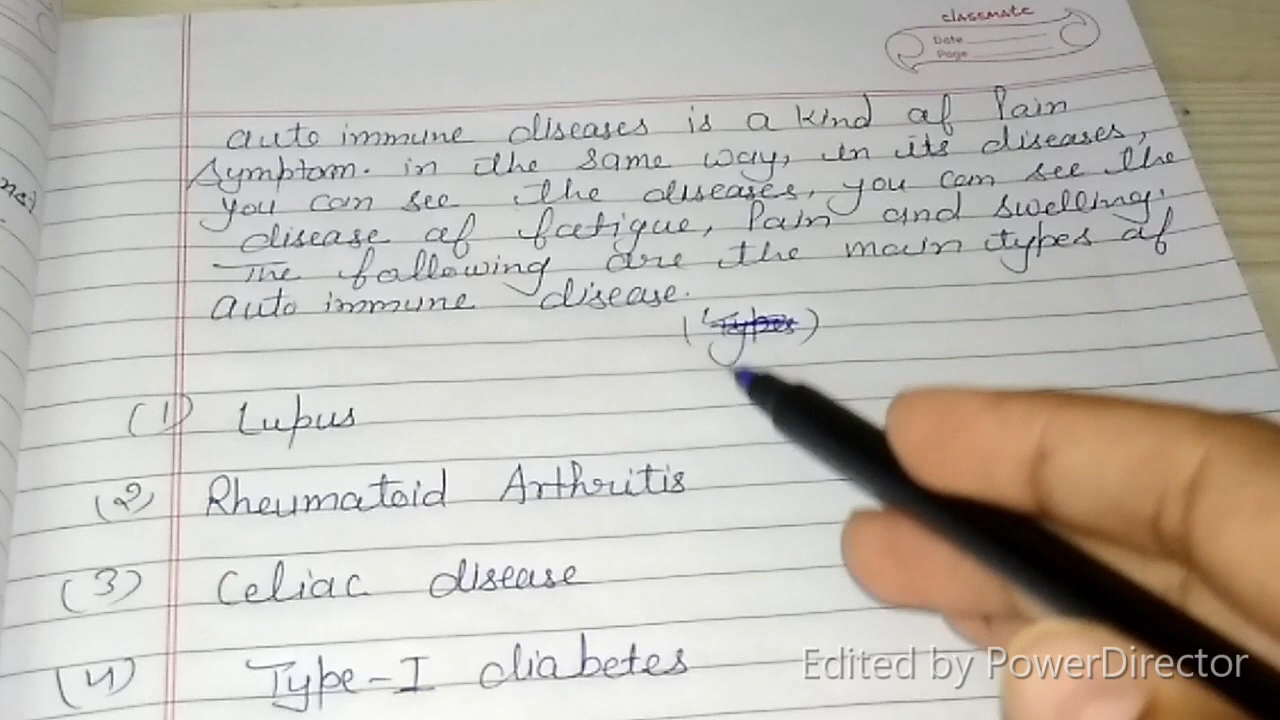 classmate
Date
Page
auto immune diseases is a kind of Pain
Symptom. in the same way, in its diseases,
you can see the diseases, you can see the
disease of fatigue, Pain and swelling.
The following are the main types of
auto immune disease.
(Types)
(1) Lupus
(2) Rheumatoid Arthritis
(3) Celiac disease
(4) Type-I diabetes
Edited by PowerDirector